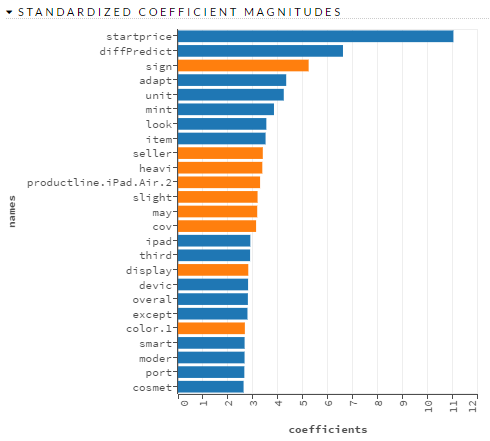 STANDARDIZED COEFFICIENT MAGNITUDES
startprice
diffPredict
sign
adapt
unit
mint
look
item
seller
heavi
productline.iPad.Air.2
slight
may
cov
ipad
third
display
devic
overal
except
color.1
smart
moder
port
cosmet
names
0 1 2 3 4 5 6 7 8 9 10 11 12
coefficients